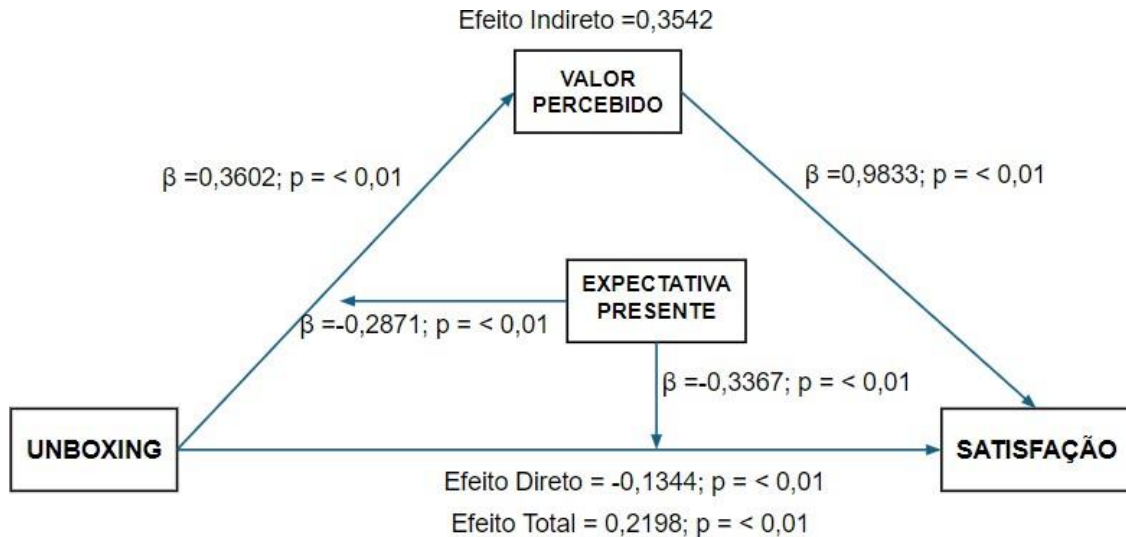 Efeito Indireto =0,3542
VALOR
PERCEBIDO
β =0,3602; p = < 0,01
β =0,9833; p = < 0,01
EXPECTATIVA
PRESENTE
β =-0,2871; p = < 0,01
β =-0,3367; p = < 0,01
UNBOXING
SATISFAÇÃO
Efeito Direto = -0,1344; p = < 0,01
Efeito Total = 0,2198; p = < 0,01